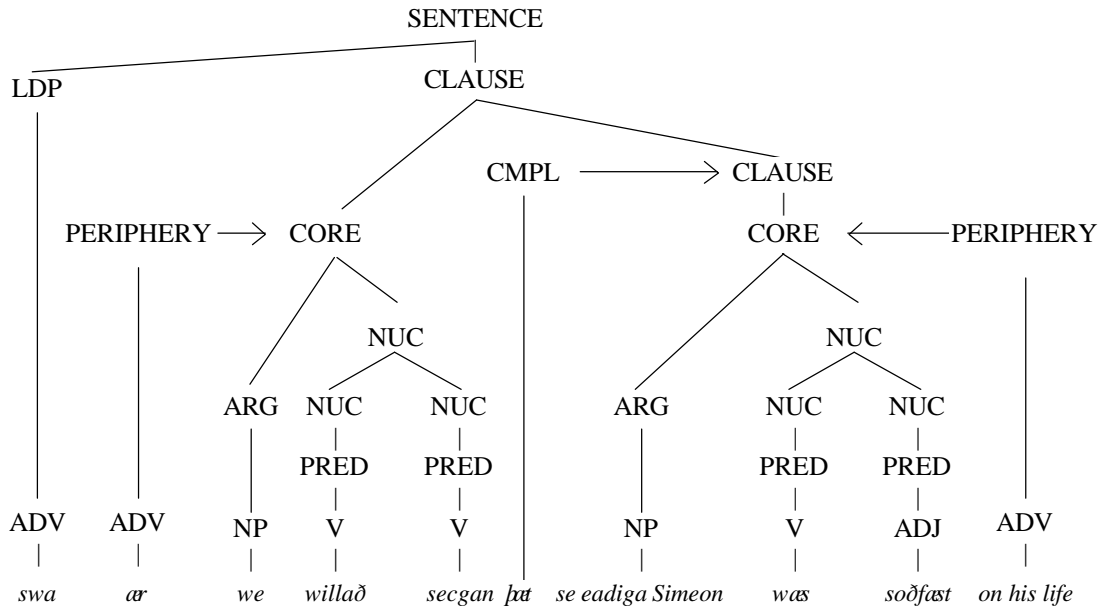 SENTENCE
LDP CLAUSE
CMPL CLAUSE
PERIPHERY CORE CORE PERIPHERY
NUC NUC
ARG NUC NUC ARG NUC NUC
PRED PRED PRED PRED
ADV ADV NP V V NP V ADJ ADV
swa ær we willað secgan þæt se eadiga Simeon wæs soðfæst on his life